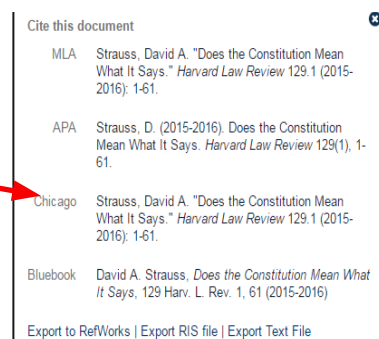 Cite this document
MLA Strauss, David A. "Does the Constitution Mean
What It Says." Harvard Law Review 129.1 (2015-
2016): 1-61.
APA Strauss, D. (2015-2016). Does the Constitution
Mean What It Says. Harvard Law Review 129(1), 1-
61.
Chicago Strauss, David A. "Does the Constitution Mean
What It Says." Harvard Law Review 129.1 (2015-
2016): 1-61.
Bluebook David A. Strauss, Does the Constitution Mean What
It Says, 129 Harv. L. Rev. 1, 61 (2015-2016)
Export to RefWorks | Export RIS file | Export Text File